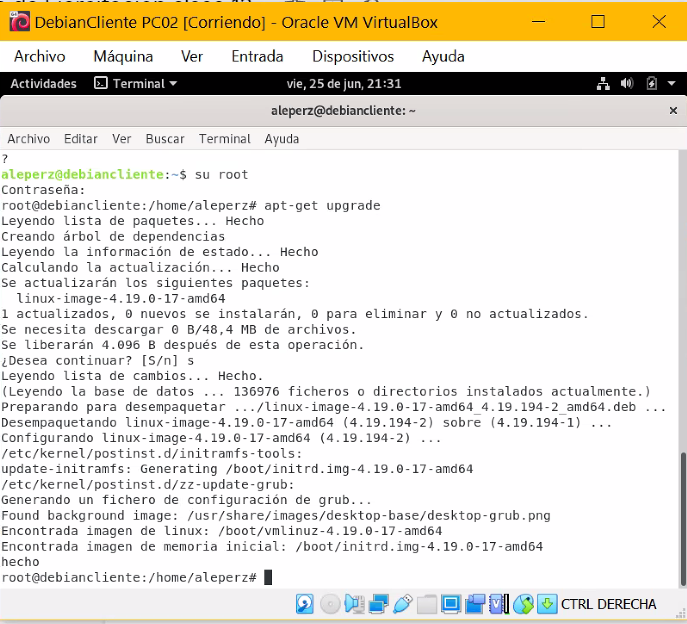 DebianCliente PC02 [Corriendo] - Oracle VM VirtualBox
Archivo Máquina Ver Entrada Dispositivos Ayuda
Actividades Terminal vie, 25 de jun, 21:31
aleperz@debiancliente: ~
Archivo Editar Ver Buscar Terminal Ayuda
?
aleperz@debiancliente:~$ su root
Contraseña:
root@debiancliente:/home/aleperz# apt-get upgrade
Leyendo lista de paquetes... Hecho
Creando árbol de dependencias
Leyendo la información de estado... Hecho
Calculando la actualización... Hecho
Se actualizarán los siguientes paquetes:
linux-image-4.19.0-17-amd64
1 actualizados, 0 nuevos se instalarán, 0 para eliminar y 0 no actualizados.
Se necesita descargar 0 B/48,4 MB de archivos.
Se liberarán 4.096 B después de esta operación.
¿Desea continuar? [S/n] s
Leyendo lista de cambios... Hecho.
(Leyendo la base de datos ... 136976 ficheros o directorios instalados actualmente.)
Preparando para desempaquetar .../linux-image-4.19.0-17-amd64_4.19.194-2_amd64.deb ...
Desempaquetando linux-image-4.19.0-17-amd64 (4.19.194-2) sobre (4.19.194-1) ...
Configurando linux-image-4.19.0-17-amd64 (4.19.194-2) ...
/etc/kernel/postinst.d/initramfs-tools:
update-initramfs: Generating /boot/initrd.img-4.19.0-17-amd64
/etc/kernel/postinst.d/zz-update-grub:
Generando un fichero de configuración de grub...
Found background image: /usr/share/images/desktop-base/desktop-grub.png
Encontrada imagen de linux: /boot/vmlinuz-4.19.0-17-amd64
Encontrada imagen de memoria inicial: /boot/initrd.img-4.19.0-17-amd64
hecho
root@debiancliente:/home/aleperz#
CTRL DERECHA